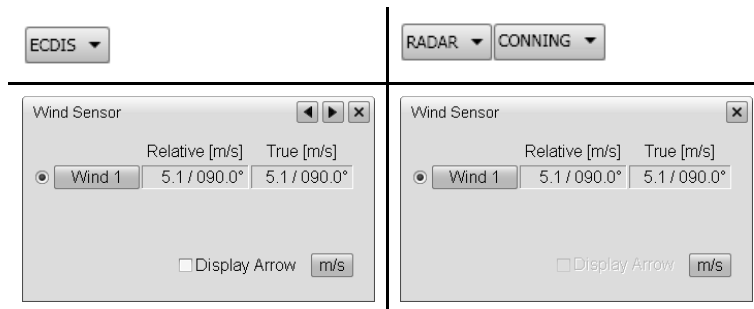 ECDIS
RADAR CONNING
Wind Sensor
Relative [m/s] True [m/s]
Wind 1 5.1 / 090.0° 5.1 / 090.0°
Display Arrow m/s
Wind Sensor
Relative [m/s] True [m/s]
Wind 1 5.1 / 090.0° 5.1 / 090.0°
Display Arrow m/s